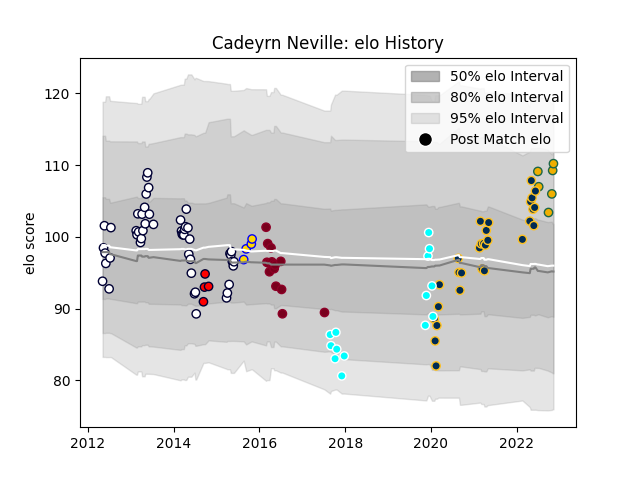 Cadeyrn Neville: elo History
50% elo Interval
80% elo Interval
95% elo Interval
Post Match elo
elo score
120
110
100
90
80
2012
2014
2016
2018
2020
2022